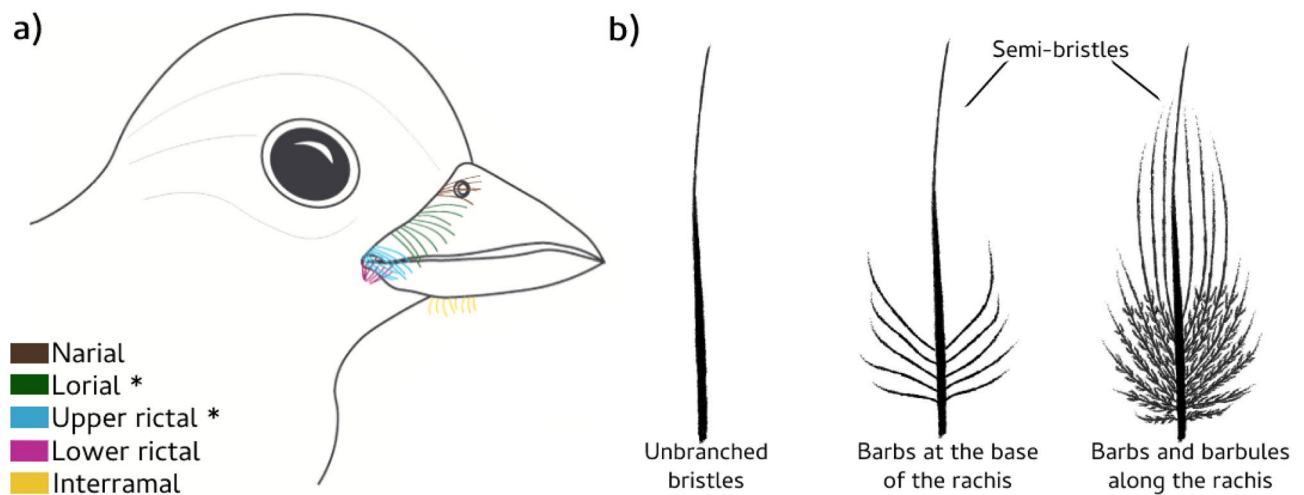 a)
Narial
Lorial *
Upper rictal *
Lower rictal
Interramal
b)
Semi-bristles
Unbranched
bristles
Barbs at the base
of the rachis
Barbs and barbules
along the rachis